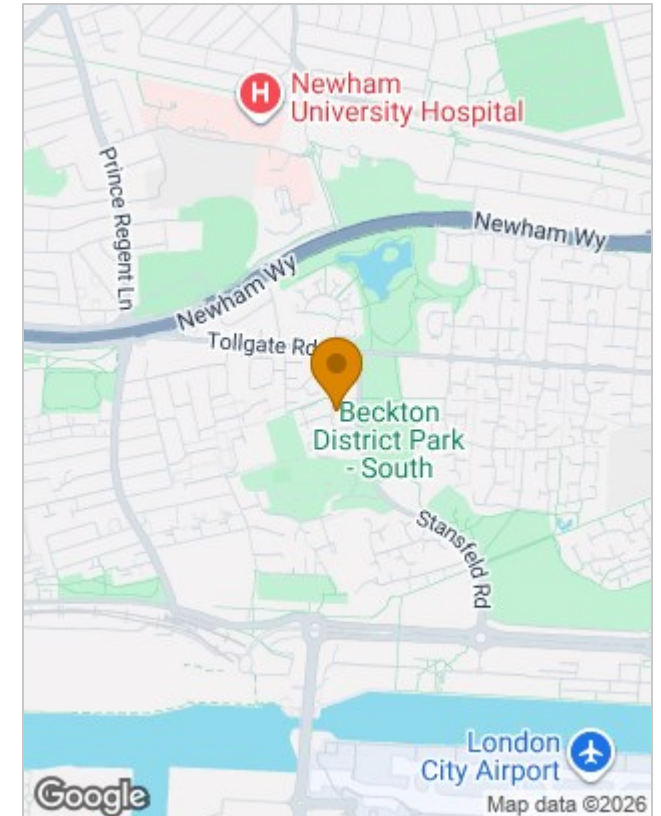 H
Newham
University Hospital
Prince Regent Ln
Newham Wy
Newham Wy
Tollgate Rd
Beckton
District Park
- South
Stansfeld Rd
London
City Airport
Google
Map data ©2026